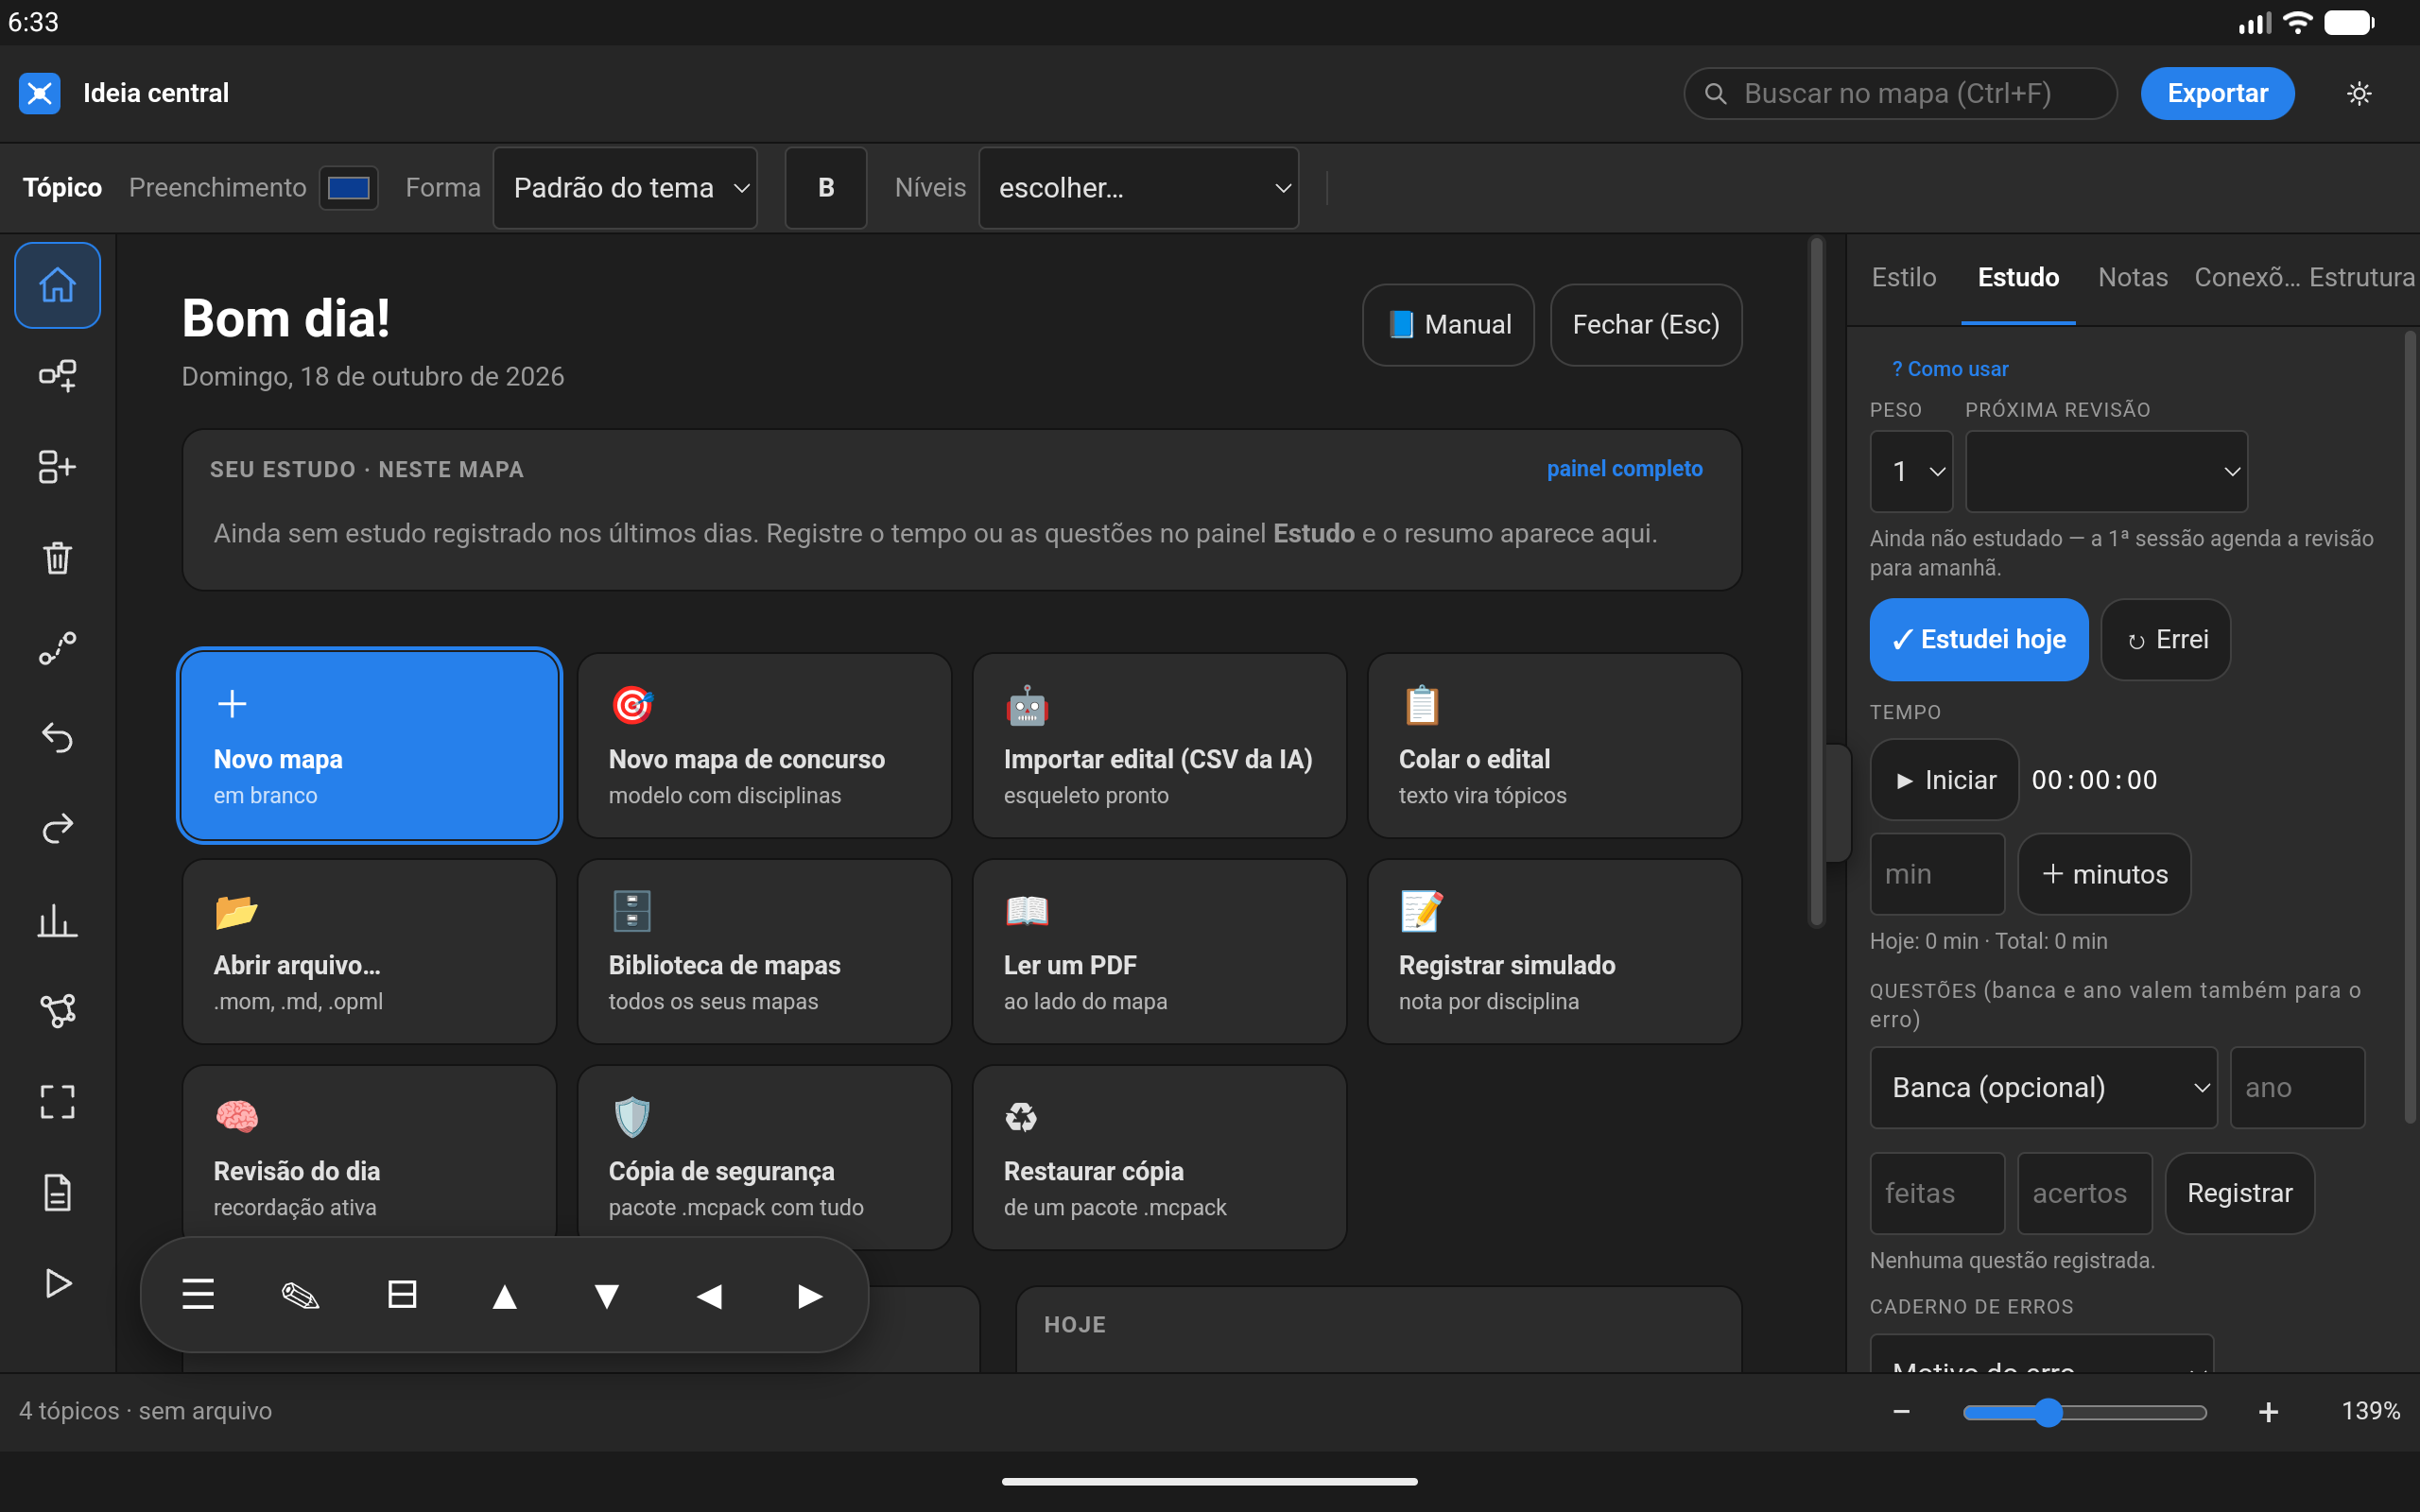 6:33
Ideia central
Buscar no mapa (Ctrl+F)
Exportar
Tópico
Preenchimento
Forma
Padrão do tema
B
Níveis
escolher...
Bom dia!
Domingo, 18 de outubro de 2026
📘 Manual
Fechar (Esc)
SEU ESTUDO · NESTE MAPA
painel completo
Ainda sem estudo registrado nos últimos dias. Registre o tempo ou as questões no painel Estudo e o resumo aparece aqui.
Novo mapa
em branco
Novo mapa de concurso
modelo com disciplinas
Importar edital (CSV da IA)
esqueleto pronto
Colar o edital
texto vira tópicos
Abrir arquivo...
.mom, .md, .opml
Biblioteca de mapas
todos os seus mapas
Ler um PDF
ao lado do mapa
Registrar simulado
nota por disciplina
Revisão do dia
recordação ativa
Cópia de segurança
pacote .mcpack com tudo
Restaurar cópia
de um pacote .mcpack
HOJE
Estilo
Estudo
Notas
Conexõ...
Estrutura
? Como usar
PESO
PRÓXIMA REVISÃO
1
Ainda não estudado — a 1ª sessão agenda a revisão
para amanhã.
✓ Estudei hoje
↻ Errei
TEMPO
► Iniciar
00:00:00
min
+ minutos
Hoje: 0 min · Total: 0 min
QUESTÕES (banca e ano valem também para o
erro)
Banca (opcional)
ano
feitas
acertos
Registrar
Nenhuma questão registrada.
CADERNO DE ERROS
Motivo do erro
4 tópicos · sem arquivo
139%